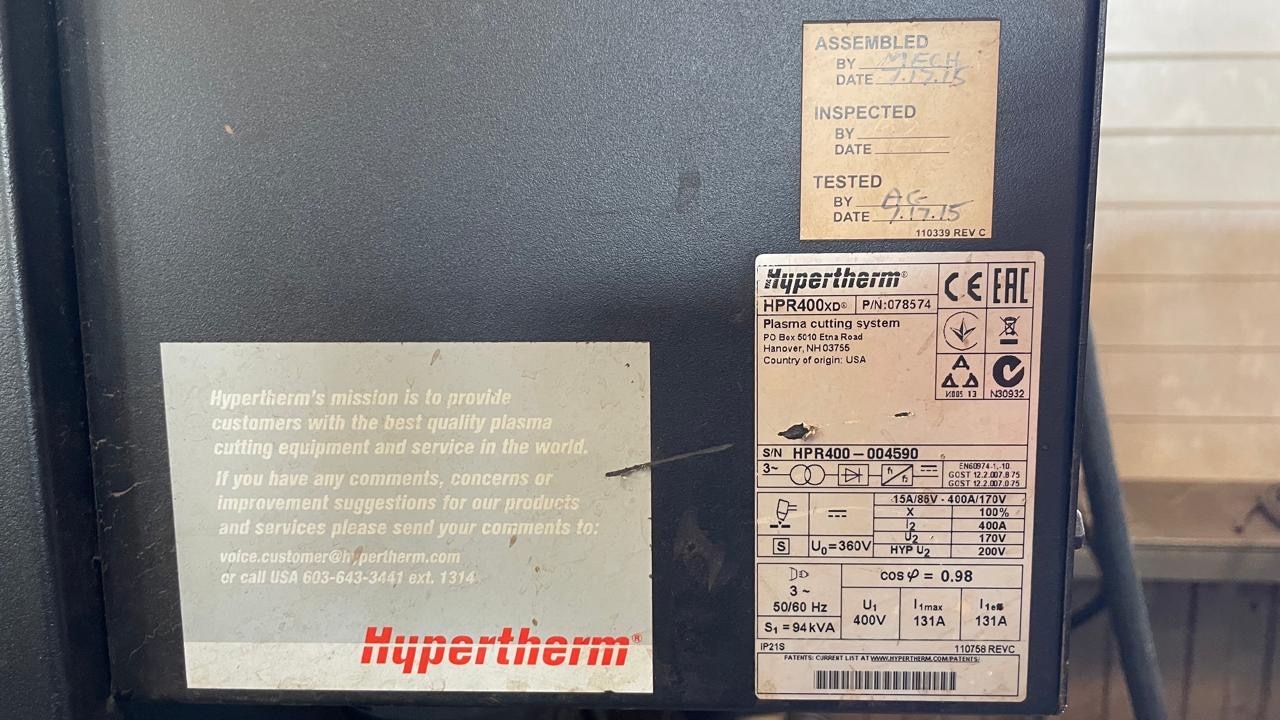 ASSEMBLED
BY MECH
DATE 7.17.15
INSPECTED
BY
DATE
TESTED
BY AG
DATE 7.17.15
110339 REV C
Hypertherm®
HPR400XD® P/N:078574
Plasma cutting system
PO Box 5010 Etna Road
Hanover, NH 03755
Country of origin: USA
CE EAC
N30932
S/N HPR400-004590
3~
f1
f2
EN60974-1,-10
GOST 12.2.007.8 75
GOST 12.2.007.0 75
15A/86V - 400A/170V
X 100%
I2 400A
U2 170V
HYP U2 200V
S U0=360V
3~
50/60 Hz
S1 = 94kVA
cos φ = 0.98
U1 400V
I1max 131A
I1eff 131A
IP21S 110758 REVC
PATENTS: CURRENT LIST AT WWW.HYPERTHERM.COM/PATENTS/
Hypertherm's mission is to provide
customers with the best quality plasma
cutting equipment and service in the world.
If you have any comments, concerns or
improvement suggestions for our products
and services please send your comments to:
voice.customer@hypertherm.com
or call USA 603-643-3441 ext. 1314
Hypertherm®